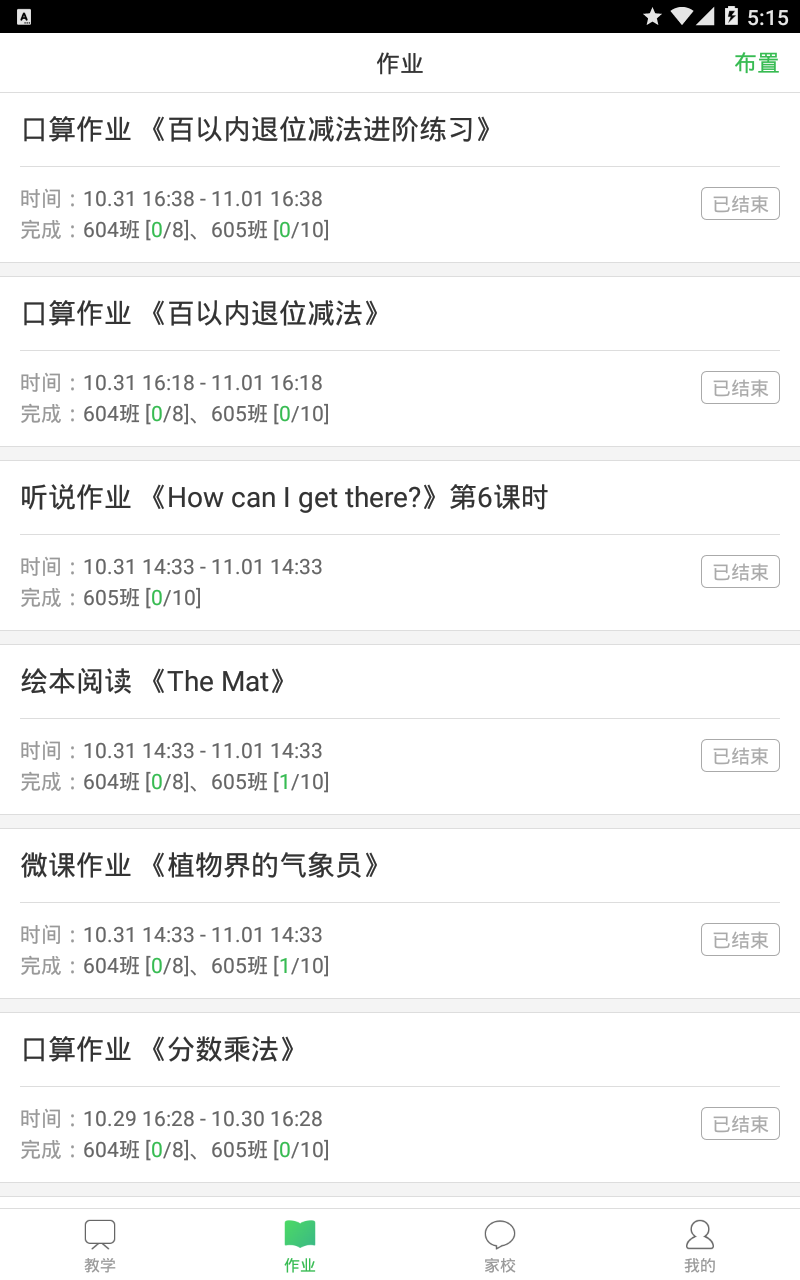 5:15
作业
布置
口算作业 《百以内退位减法进阶练习》
时间：10.31 16:38 - 11.01 16:38
已结束
完成：604班 [0/8]、605班 [0/10]
口算作业 《百以内退位减法》
时间：10.31 16:18 - 11.01 16:18
已结束
完成：604班 [0/8]、605班 [0/10]
听说作业 《How can I get there?》第6课时
时间：10.31 14:33 - 11.01 14:33
已结束
完成：605班 [0/10]
绘本阅读 《The Mat》
时间：10.31 14:33 - 11.01 14:33
已结束
完成：604班 [0/8]、605班 [1/10]
微课作业 《植物界的气象员》
时间：10.31 14:33 - 11.01 14:33
已结束
完成：604班 [0/8]、605班 [1/10]
口算作业 《分数乘法》
时间：10.29 16:28 - 10.30 16:28
已结束
完成：604班 [0/8]、605班 [0/10]
教学
作业
家校
我的